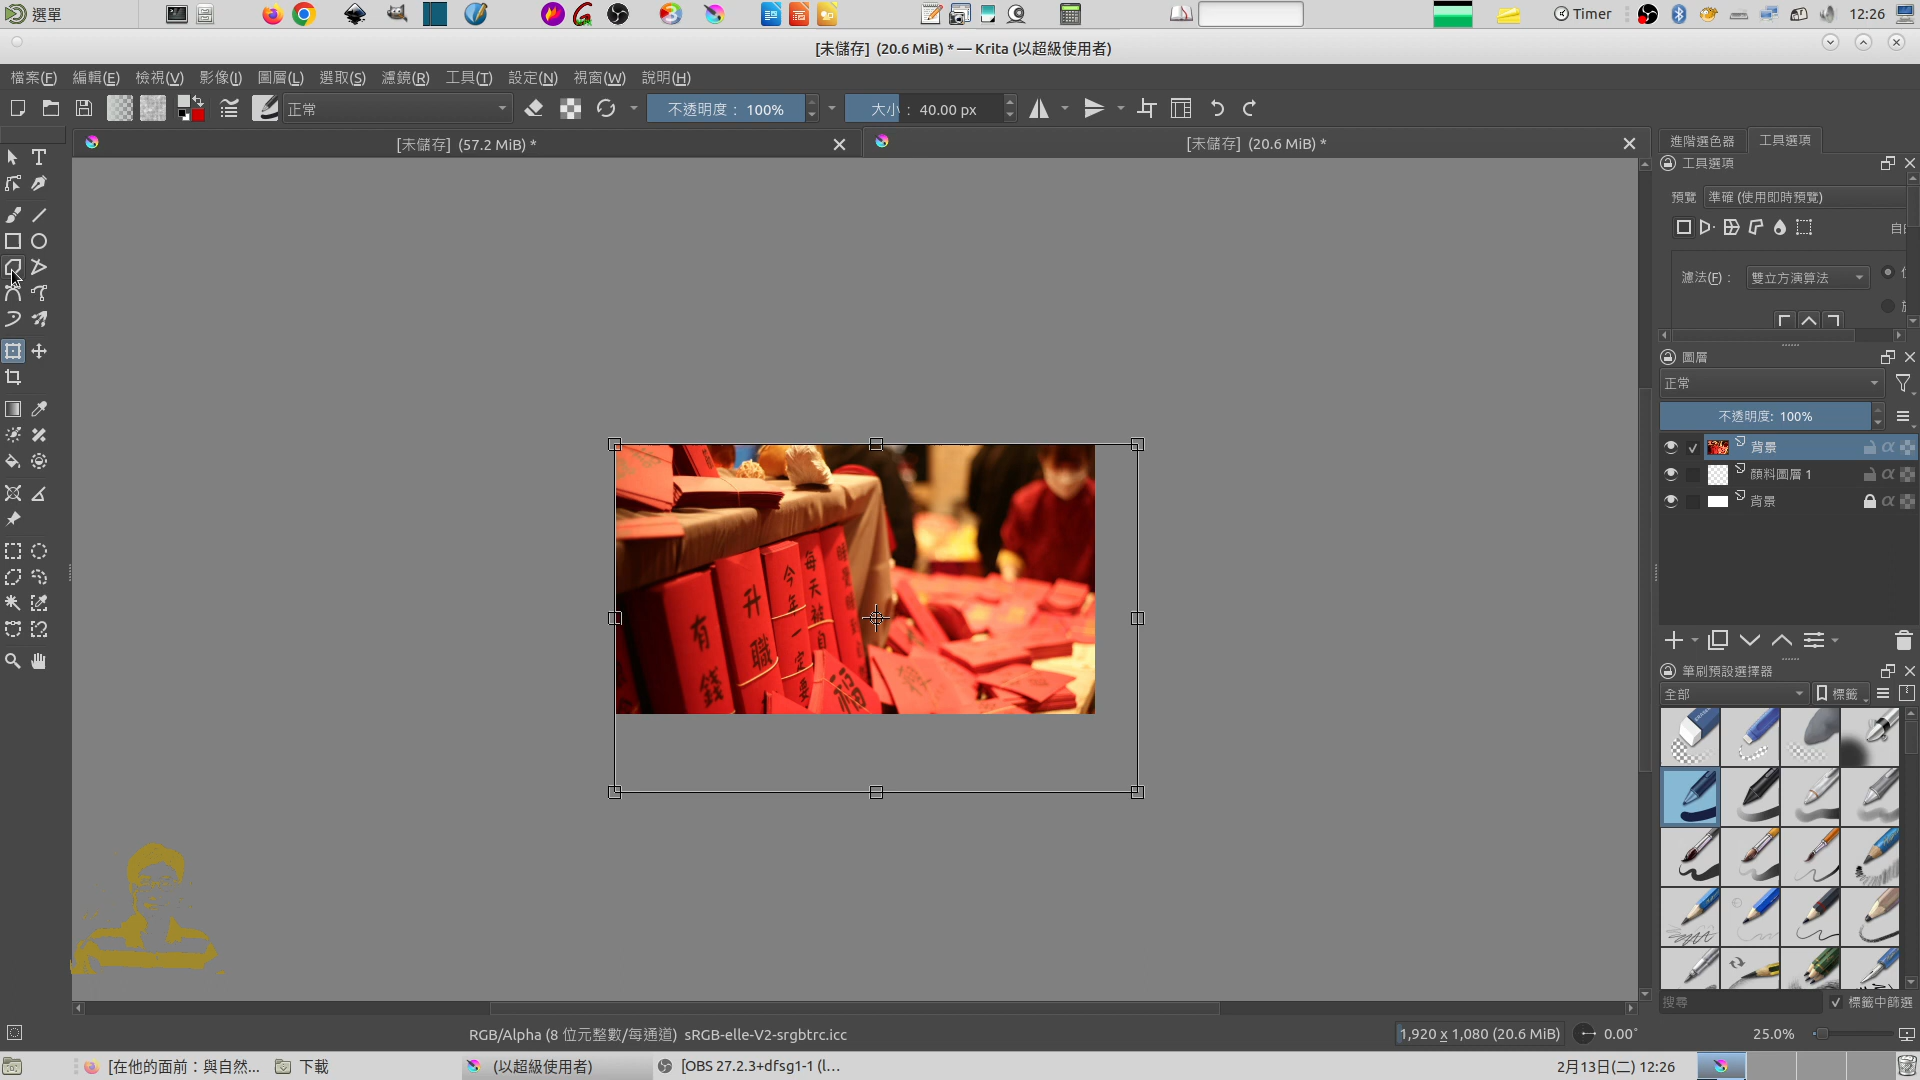 選單
Timer
12:26
[未儲存] (20.6 MiB) * — Krita (以超級使用者)
檔案(F) 編輯(E) 檢視(V) 影像(I) 圖層(L) 選取(S) 濾鏡(R) 工具(T) 設定(N) 視窗(W) 說明(H)
正常
不透明度： 100%
大小： 40.00 px
[未儲存] (57.2 MiB) *
[未儲存] (20.6 MiB) *
進階選色器 工具選項
工具選項
預覽 準確 (使用即時預覽)
濾法(F)： 雙立方演算法
圖層
正常
不透明度: 100%
背景
顏料圖層 1
背景
有錢
升職
今年一定
每天被自
福
筆刷預設選擇器
全部 標籤
搜尋 標籤中篩選
RGB/Alpha (8 位元整數/每通道) sRGB-elle-V2-srgbtrc.icc
1,920 x 1,080 (20.6 MiB) 0.00° 25.0%
[在他的面前：與自然... 下載 (以超級使用者) [OBS 27.2.3+dfsg1-1 (l...
2月13日(二) 12:26